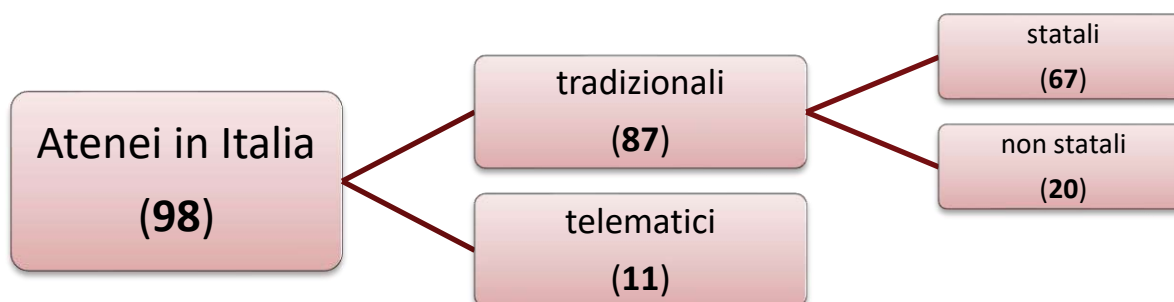 Atenei in Italia
(98)
tradizionali
(87)
telematici
(11)
statali
(67)
non statali
(20)